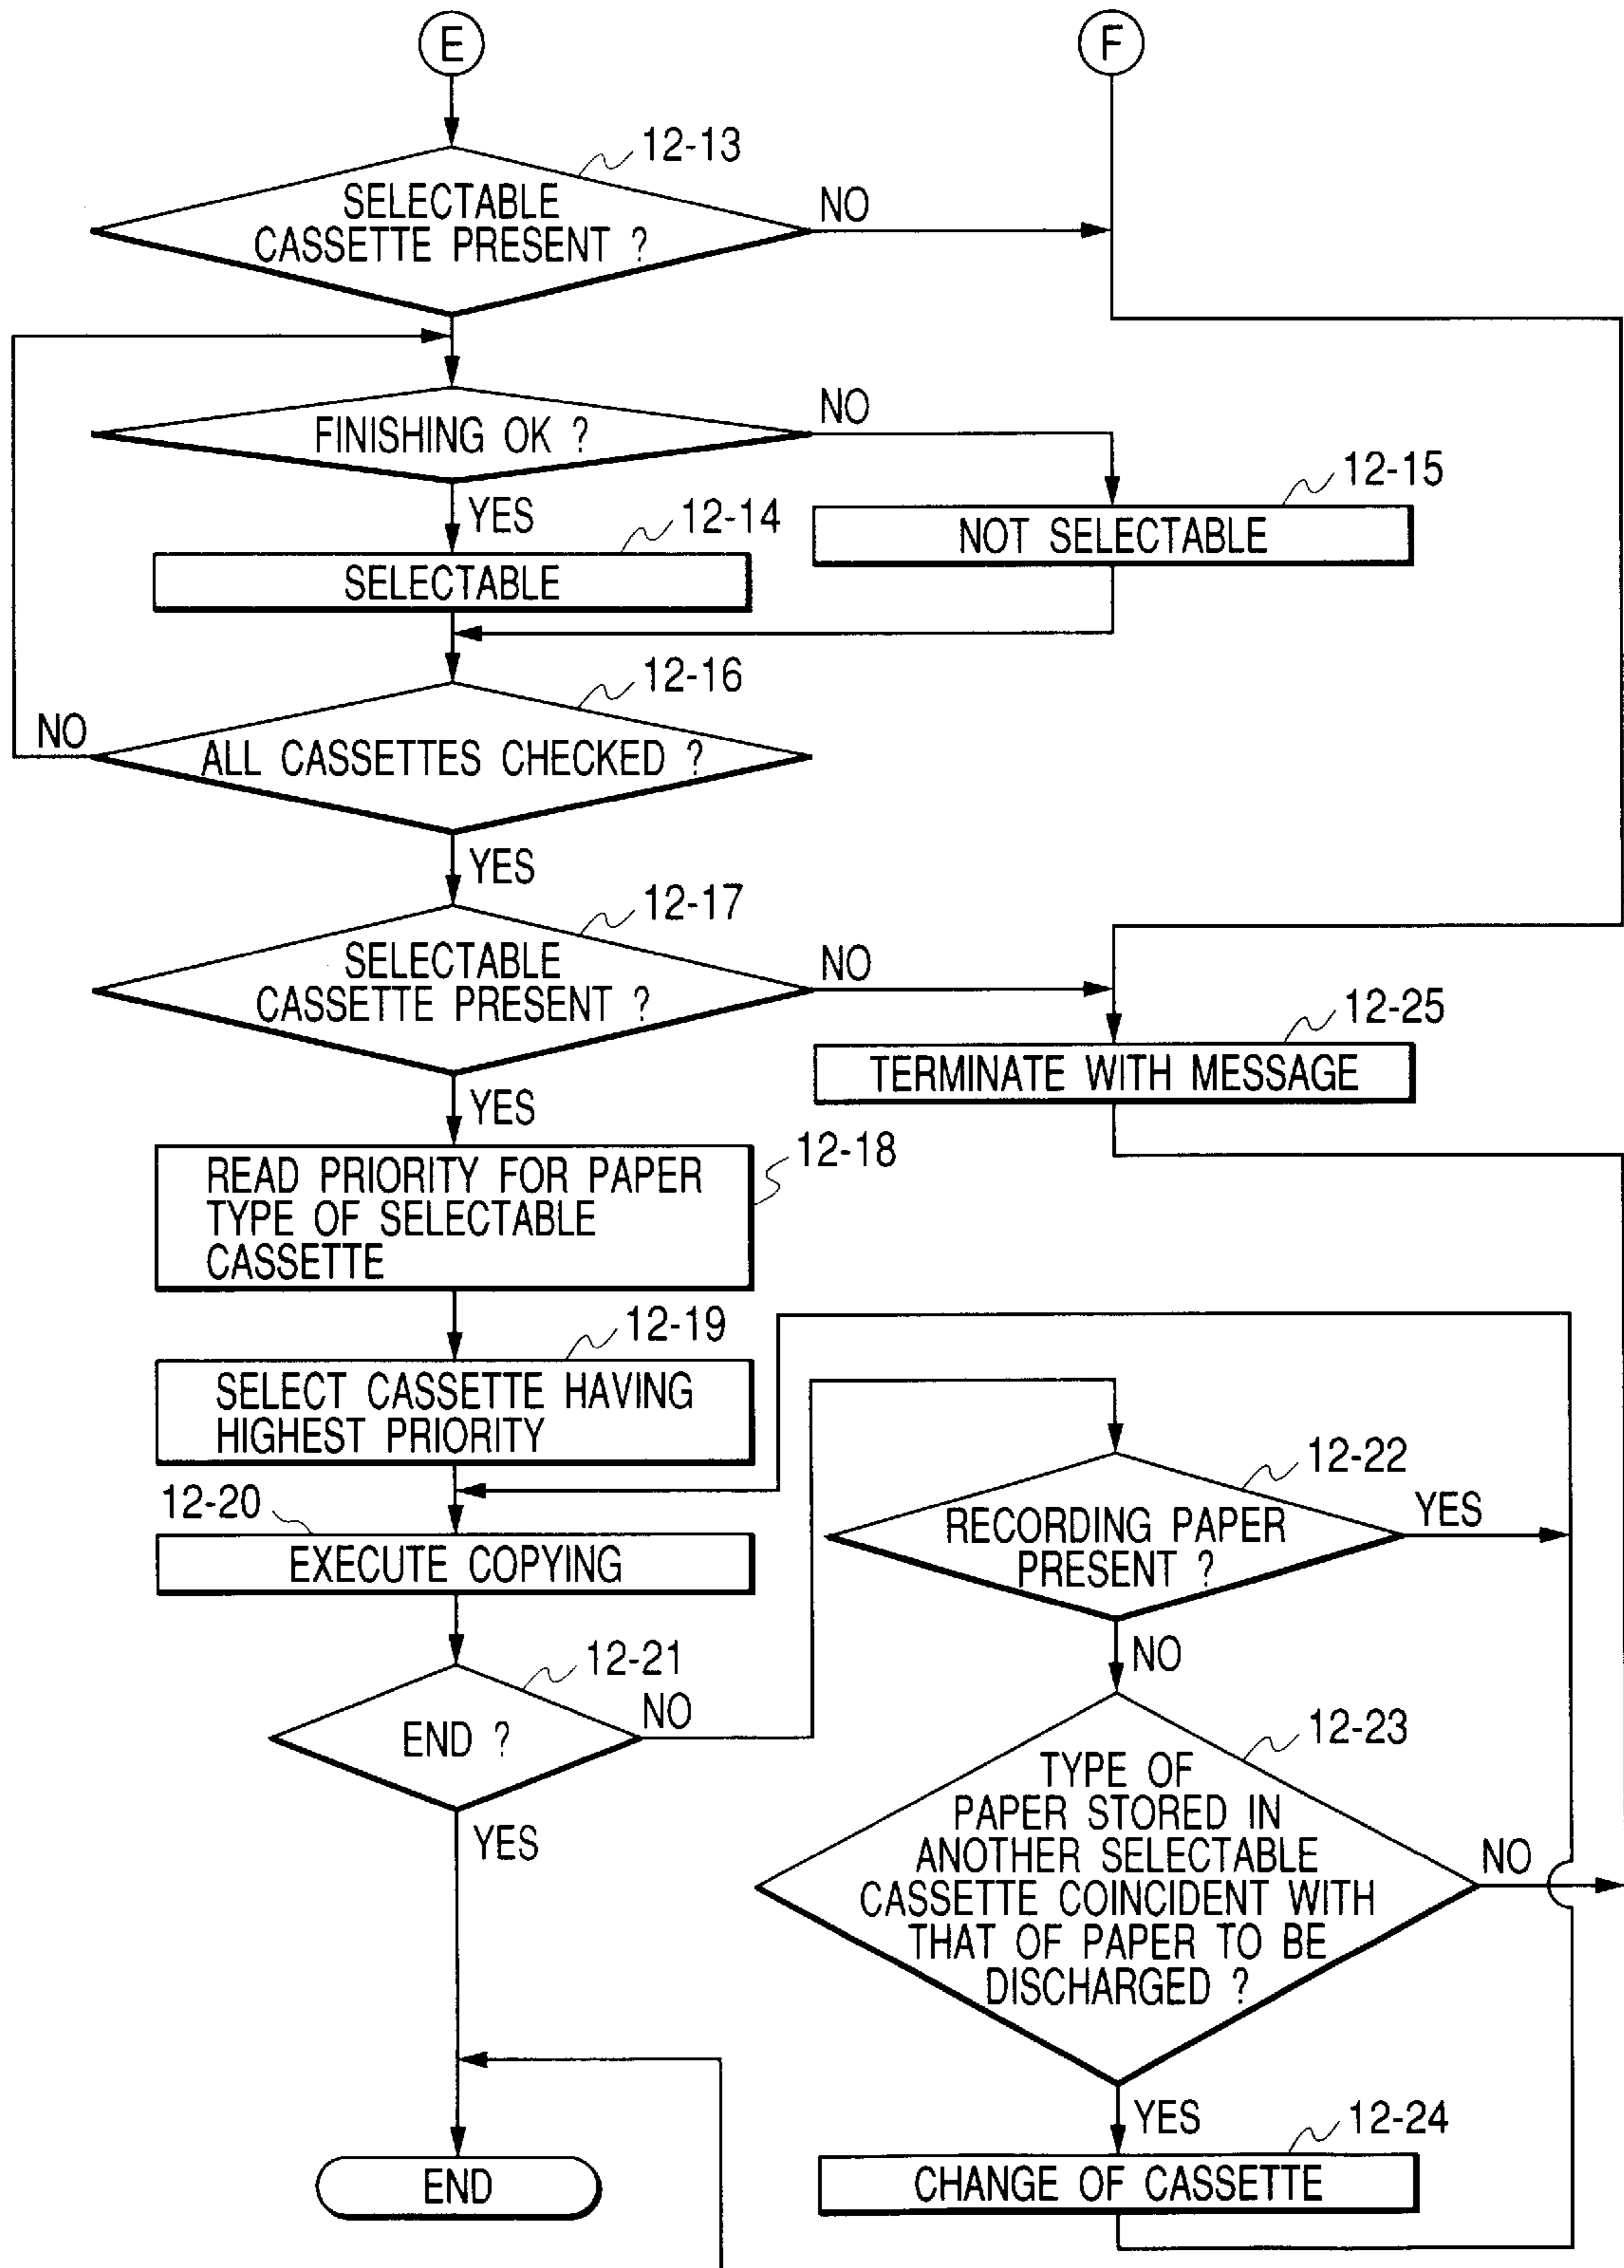 E
F
12-13
SELECTABLE
CASSETTE PRESENT ?
NO
FINISHING OK ?
NO
12-15
NOT SELECTABLE
YES
12-14
SELECTABLE
12-16
NO
ALL CASSETTES CHECKED ?
YES
12-17
SELECTABLE
CASSETTE PRESENT ?
NO
12-25
TERMINATE WITH MESSAGE
YES
12-18
READ PRIORITY FOR PAPER
TYPE OF SELECTABLE
CASSETTE
12-19
SELECT CASSETTE HAVING
HIGHEST PRIORITY
12-20
EXECUTE COPYING
12-22
RECORDING PAPER
PRESENT ?
YES
NO
12-21
END ?
NO
YES
12-23
TYPE OF
PAPER STORED IN
ANOTHER SELECTABLE
CASSETTE COINCIDENT WITH
THAT OF PAPER TO BE
DISCHARGED ?
NO
YES
12-24
CHANGE OF CASSETTE
END